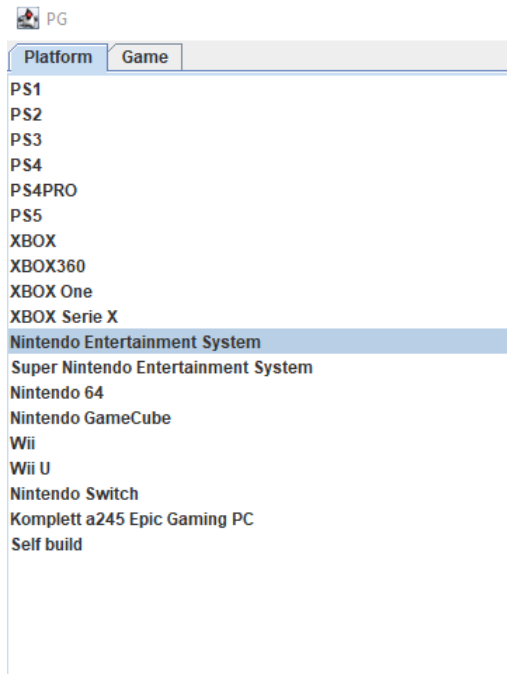 PG
Platform Game
PS1
PS2
PS3
PS4
PS4PRO
PS5
XBOX
XBOX360
XBOX One
XBOX Serie X
Nintendo Entertainment System
Super Nintendo Entertainment System
Nintendo 64
Nintendo GameCube
Wii
Wii U
Nintendo Switch
Komplett a245 Epic Gaming PC
Self build